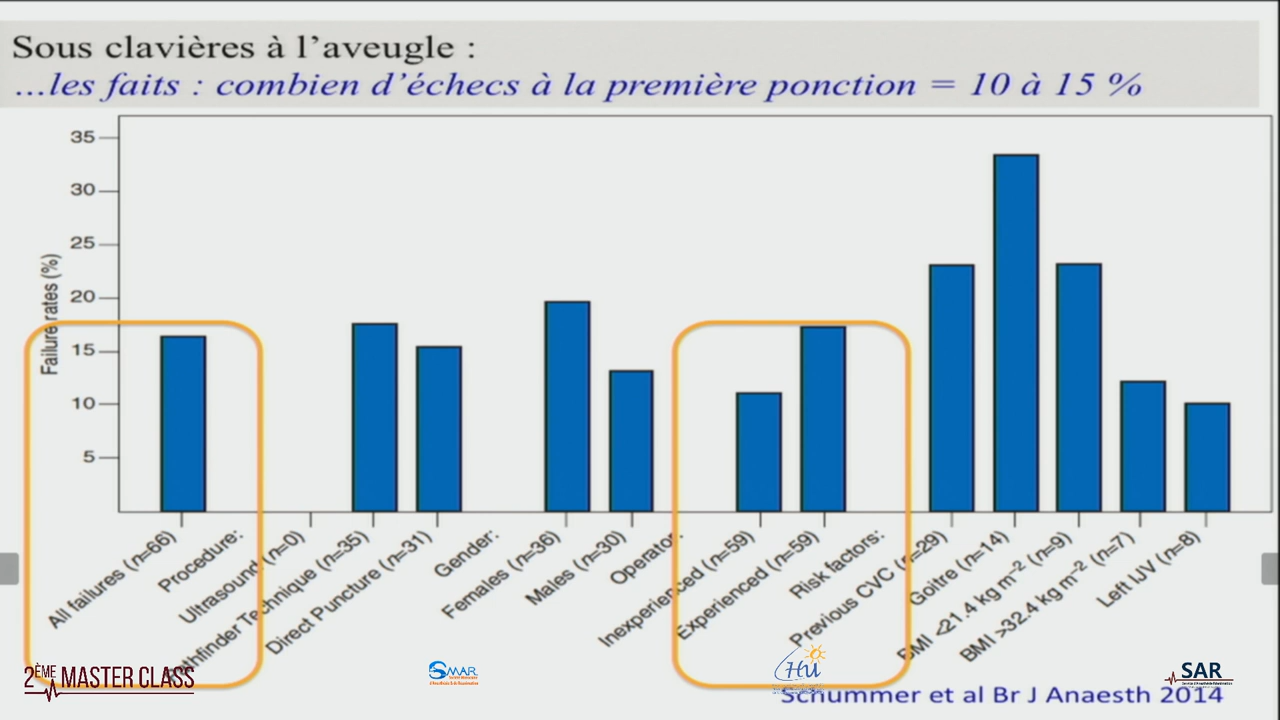 Sous clavières à l'aveugle :
...les faits : combien d'échecs à la première ponction = 10 à 15 %
Failure rates (%)
35
30
25
20
15
10
5
All failures (n=66)
Procedure:
Ultrasound (n=0)
Pathfinder Technique (n=35)
Direct Puncture (n=31)
Gender:
Females (n=36)
Males (n=30)
Operator:
Inexperienced (n=59)
Experienced (n=59)
Risk factors:
Previous CVC (n=29)
Goitre (n=14)
BMI <21.4 kg m⁻² (n=9)
BMI >32.4 kg m⁻² (n=7)
Left IJV (n=8)
2ÈME MASTER CLASS
SMAR
HU
SAR
Schummer et al Br J Anaesth 2014